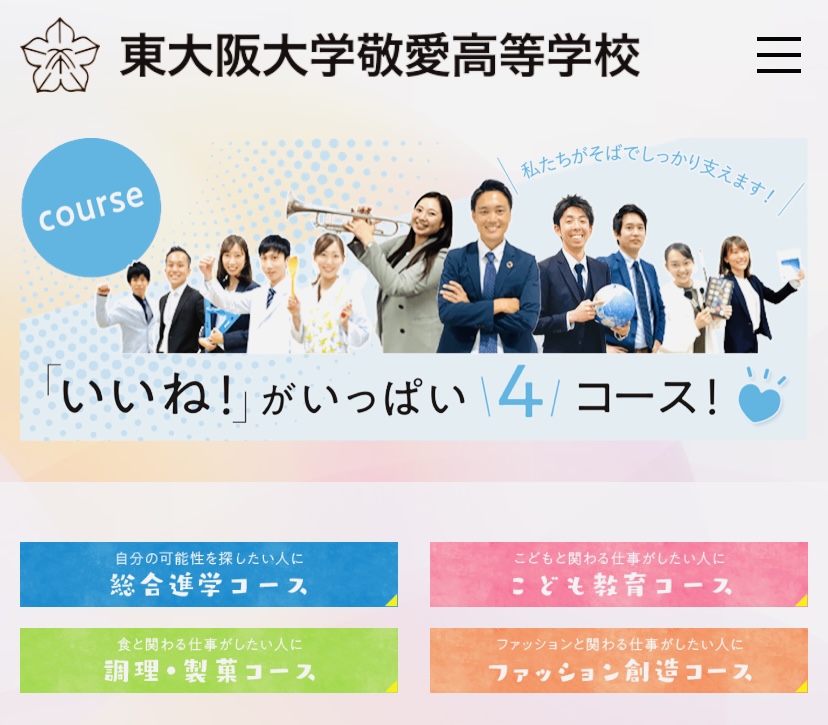 東大阪大学敬愛高等学校
course
私たちがそばでしっかり支えます!
「いいね!」がいっぱい 4 コース!
自分の可能性を探したい人に
総合進学コース
こどもと関わる仕事がしたい人に
こども教育コース
食と関わる仕事がしたい人に
調理・製菓コース
ファッションと関わる仕事がしたい人に
ファッション創造コース